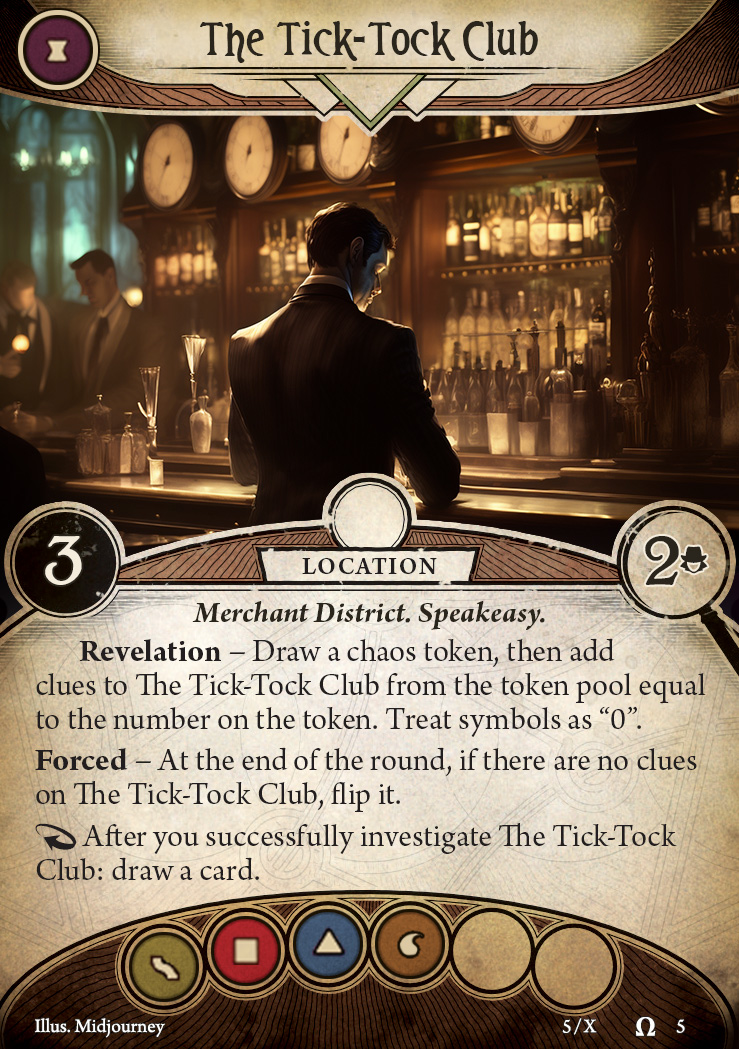 The Tick-Tock Club
3
LOCATION
2
Merchant District. Speakeasy.
Revelation – Draw a chaos token, then add
clues to The Tick-Tock Club from the token pool equal
to the number on the token. Treat symbols as “0”.
Forced – At the end of the round, if there are no clues
on The Tick-Tock Club, flip it.
After you successfully investigate The Tick-Tock
Club: draw a card.
Illus. Midjourney
5/X
Ω
5